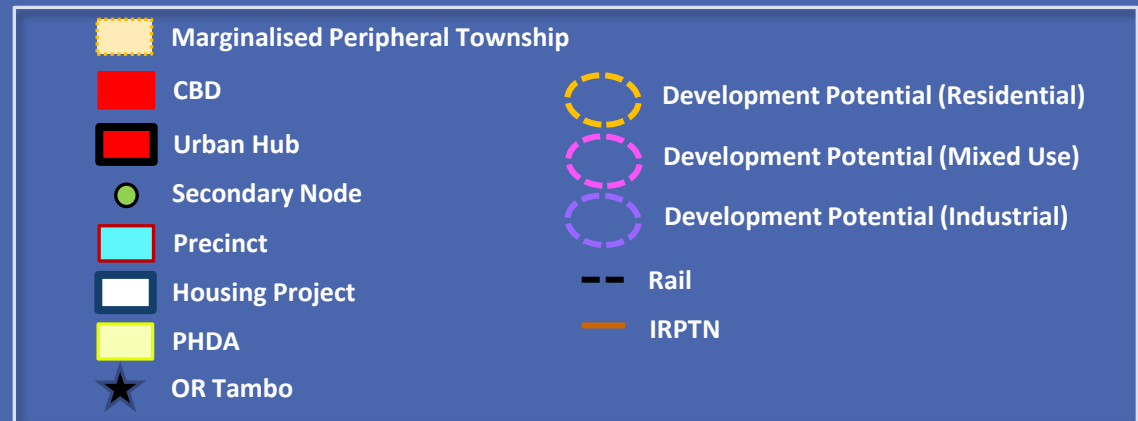 Marginalised Peripheral Township
CBD
Urban Hub
Secondary Node
Precinct
Housing Project
PHDA
OR Tambo
Development Potential (Residential)
Development Potential (Mixed Use)
Development Potential (Industrial)
Rail
IRPTN